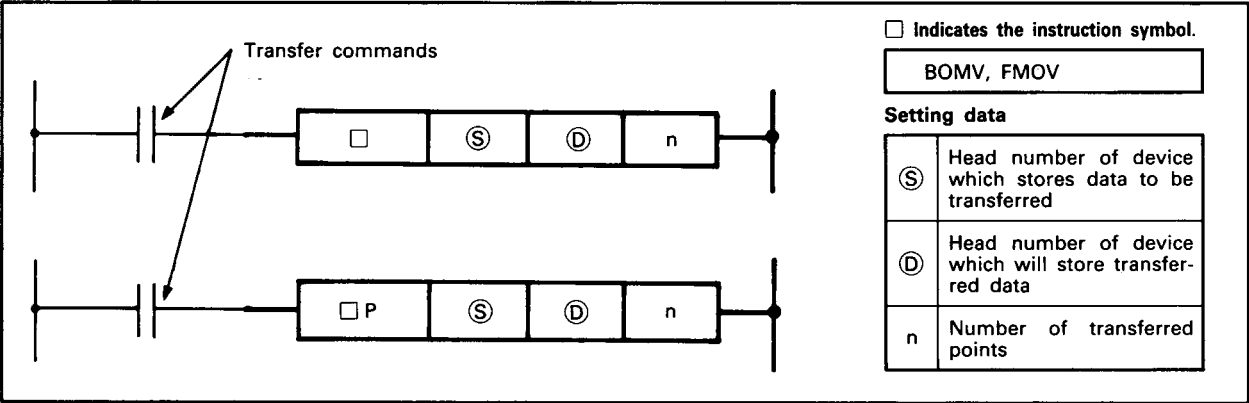 Transfer commands
□ Ⓢ Ⓓ n
□ P Ⓢ Ⓓ n
□ Indicates the instruction symbol.
BOMV, FMOV
Setting data
Ⓢ Head number of device
which stores data to be
transferred
Ⓓ Head number of device
which will store transfer-
red data
n Number of transferred
points